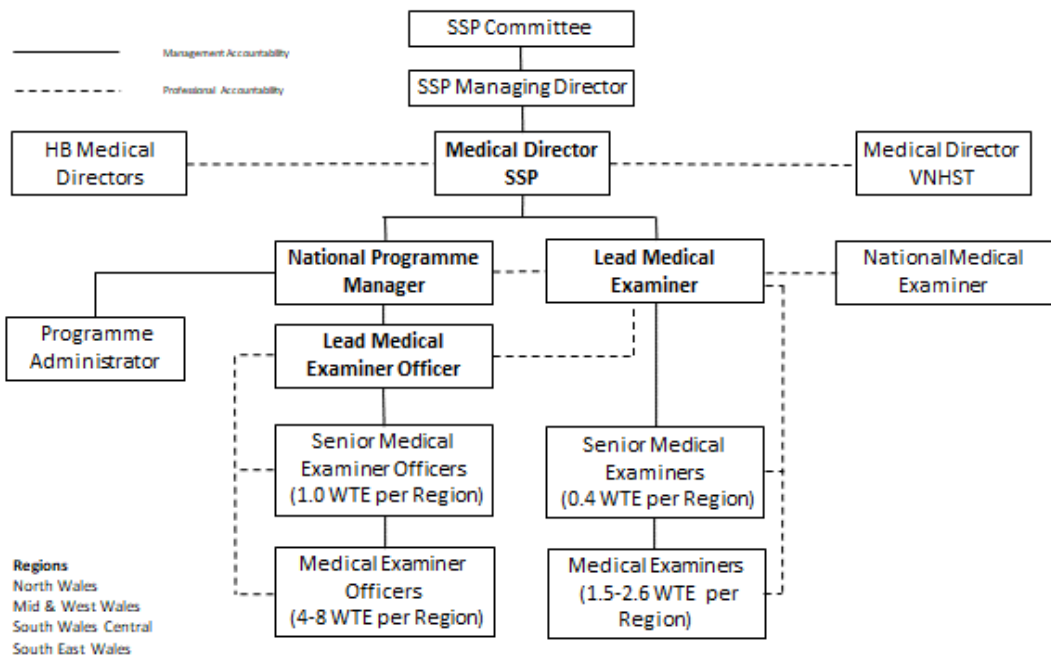 SSP Committee
Management Accountability
SSP Managing Director
Professional Accountability
HB Medical
Directors
Medical Director
SSP
Medical Director
VNHST
National Programme
Manager
Lead Medical
Examiner
National Medical
Examiner
Programme
Administrator
Lead Medical
Examiner Officer
Senior Medical
Examiner Officers
(1.0 WTE per Region)
Senior Medical
Examiners
(0.4 WTE per Region)
Medical Examiner
Officers
(4-8 WTE per Region)
Medical Examiners
(1.5-2.6 WTE per
Region)
Regions
North Wales
Mid & West Wales
South Wales Central
South East Wales